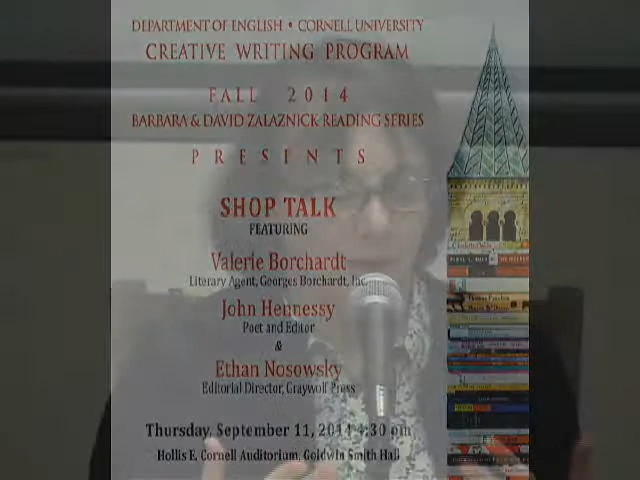 DEPARTMENT OF ENGLISH • CORNELL UNIVERSITY
CREATIVE WRITING PROGRAM
FALL 2014
BARBARA & DAVID ZALAZNICK READING SERIES
PRESENTS
SHOP TALK
FEATURING
Valerie Borchardt
Literary Agent, Georges Borchardt, Inc.
John Hennessy
Poet and Editor
&
Ethan Nosowsky
Editorial Director, Graywolf Press
Thursday, September 11, 2014 4:30 pm
Hollis E. Cornell Auditorium, Goldwin Smith Hall